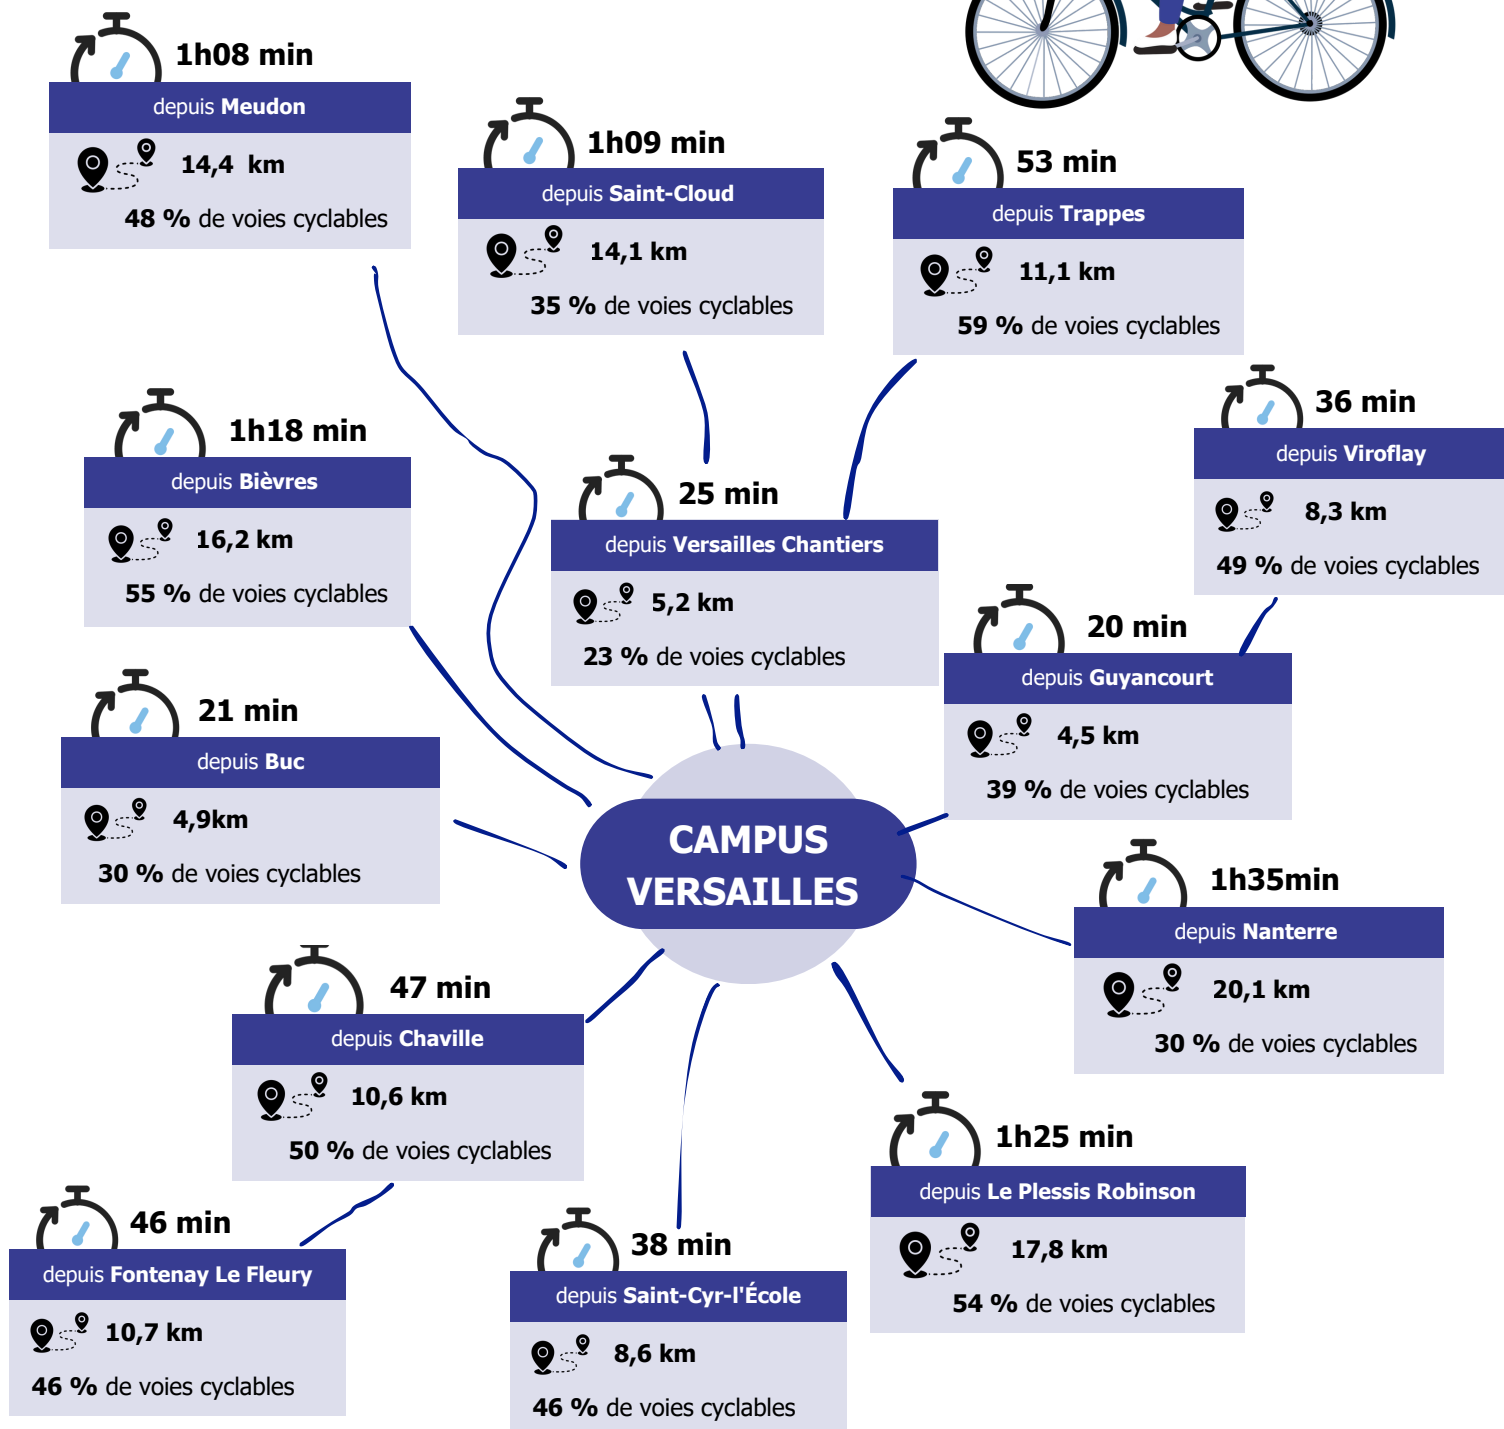 1h08 min
depuis Meudon
14,4 km
48 % de voies cyclables
1h09 min
depuis Saint-Cloud
14,1 km
35 % de voies cyclables
53 min
depuis Trappes
11,1 km
59 % de voies cyclables
36 min
depuis Viroflay
8,3 km
49 % de voies cyclables
1h18 min
depuis Bièvres
16,2 km
55 % de voies cyclables
25 min
depuis Versailles Chantiers
5,2 km
23 % de voies cyclables
20 min
depuis Guyancourt
4,5 km
39 % de voies cyclables
21 min
depuis Buc
4,9km
30 % de voies cyclables
CAMPUS
VERSAILLES
1h35min
depuis Nanterre
20,1 km
30 % de voies cyclables
47 min
depuis Chaville
10,6 km
50 % de voies cyclables
1h25 min
depuis Le Plessis Robinson
17,8 km
54 % de voies cyclables
46 min
depuis Fontenay Le Fleury
10,7 km
46 % de voies cyclables
38 min
depuis Saint-Cyr-l'École
8,6 km
46 % de voies cyclables